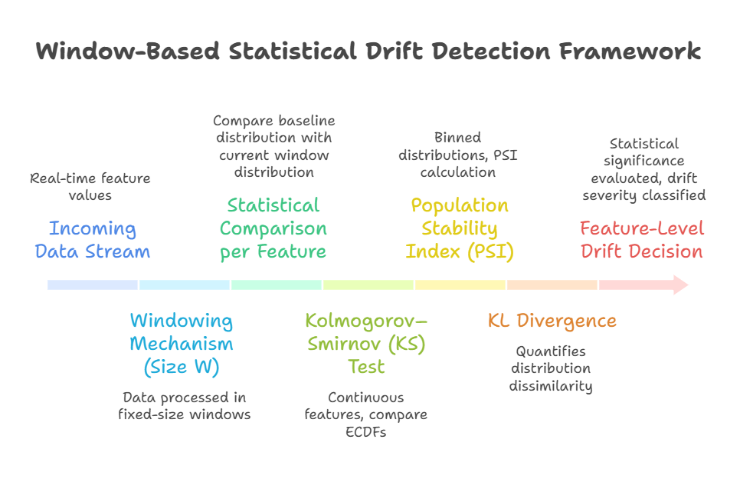 Window-Based Statistical Drift Detection Framework
Real-time feature
values
Incoming
Data Stream
Data processed in
fixed-size windows
Windowing
Mechanism
(Size W)
Compare baseline
distribution with
current window
distribution
Statistical
Comparison
per Feature
Kolmogorov–
Smirnov (KS)
Test
Continuous
features, compare
ECDFs
Binned
distributions, PSI
calculation
Population
Stability
Index (PSI)
KL Divergence
Quantifies
distribution
dissimilarity
Statistical
significance
evaluated, drift
severity classified
Feature-Level
Drift Decision